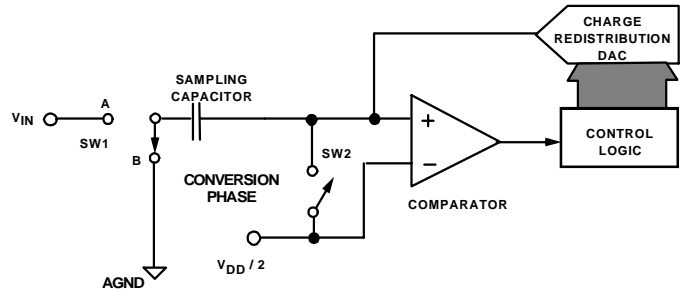 CHARGE
REDISTRIBUTION
DAC
SAMPLING
CAPACITOR
A
VIN
SW1
+
SW2
CONTROL
LOGIC
B
−
CONVERSION
PHASE
COMPARATOR
VDD / 2
AGND